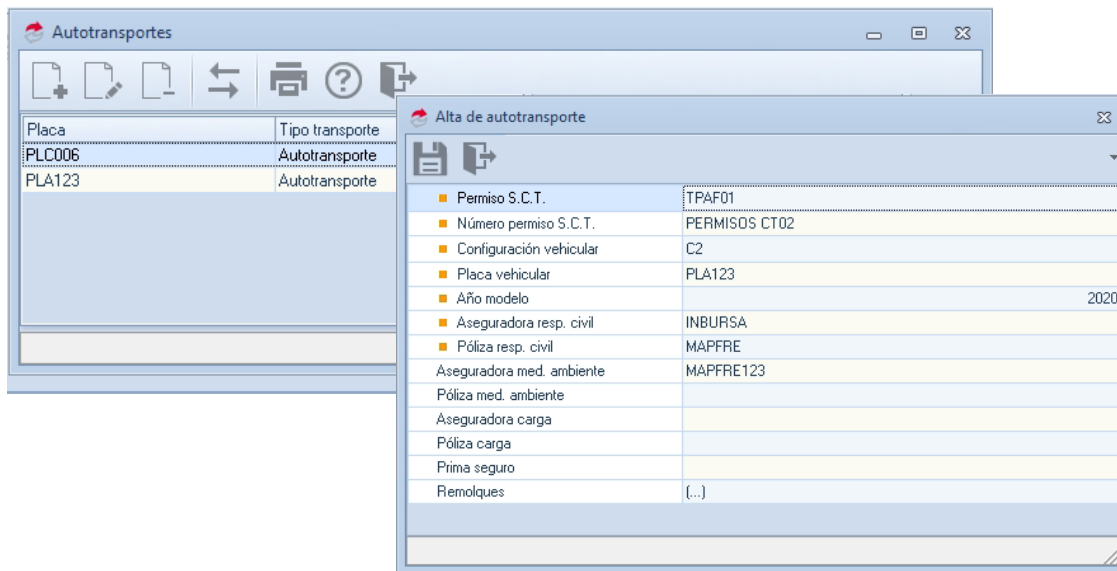 Autotransportes
Placa Tipo transporte
PLC006 Autotransporte
PLA123 Autotransporte
Alta de autotransporte
Permiso S.C.T. TPAF01
Número permiso S.C.T. PERMISOS CT02
Configuración vehicular C2
Placa vehicular PLA123
Año modelo 2020
Aseguradora resp. civil INBURSA
Póliza resp. civil MAPFRE
Aseguradora med. ambiente MAPFRE123
Póliza med. ambiente
Aseguradora carga
Póliza carga
Prima seguro
Remolques (...)